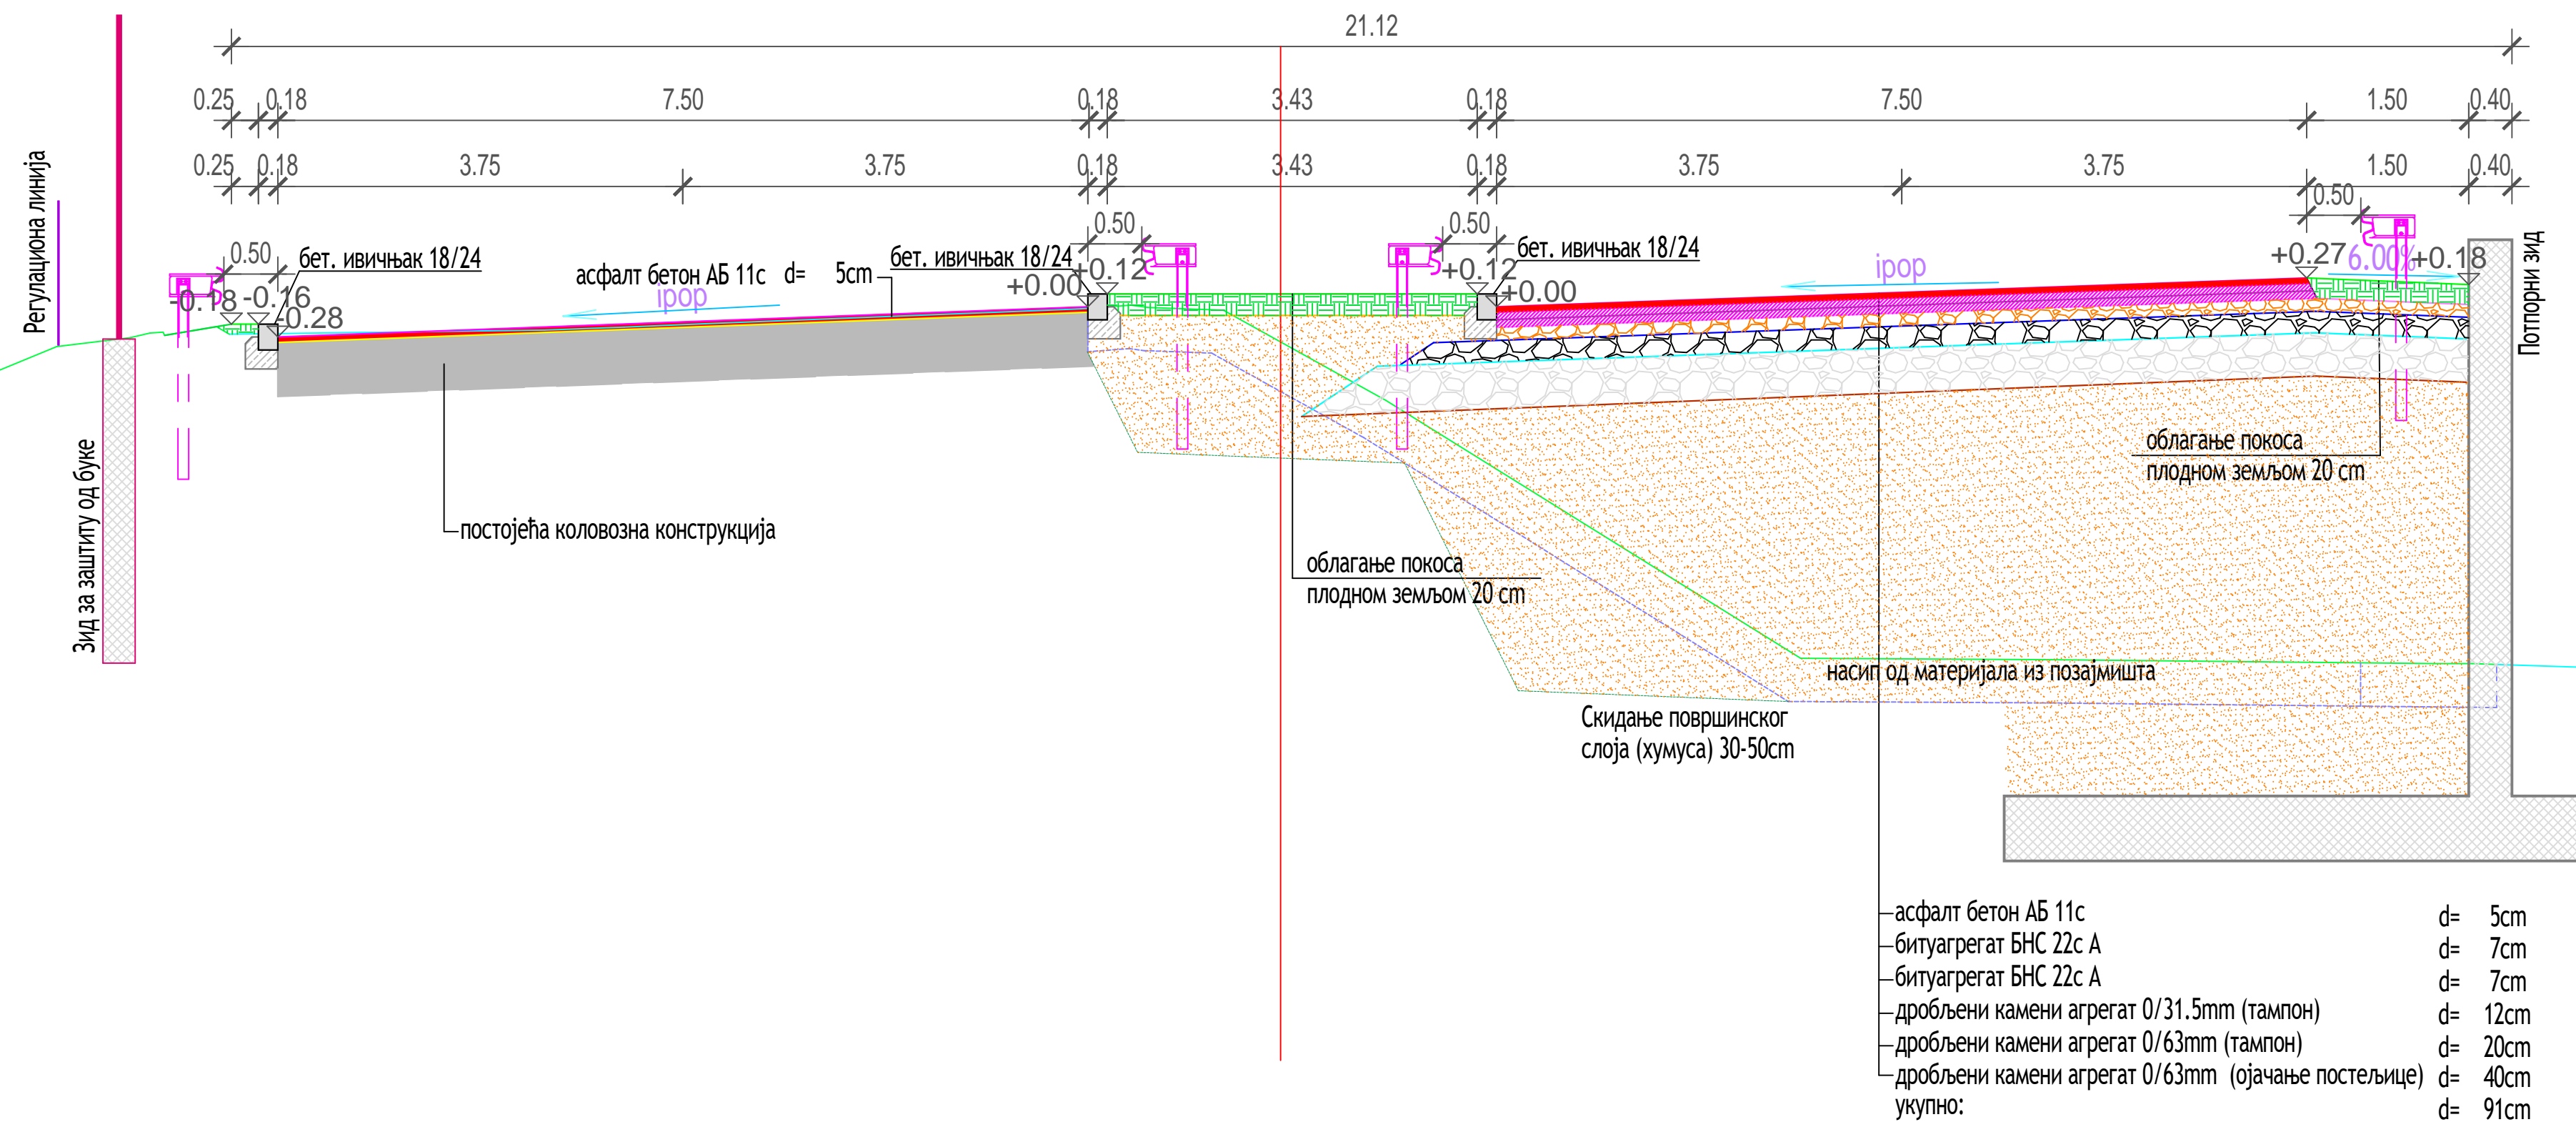 21.12
0.25 0.18 7.50 0.18 3.43 0.18 7.50 1.50 0.40
0.25 0.18 3.75 3.75 0.18 3.43 0.18 3.75 3.75 1.50 0.40
0.50 0.50 0.50 0.50
Регулациона линија
Зид за заштиту од буке
Потпорни зид
бет. ивичњак 18/24
асфалт бетон АБ 11с d= 5cm
бет. ивичњак 18/24
бет. ивичњак 18/24
-0.18 -0.16 -0.28
ipop
+0.00 +0.12
+0.12 +0.00
ipop
+0.27 6.00% +0.18
постојећа коловозна конструкција
облагање покоса
плодном земљом 20 cm
облагање покоса
плодном земљом 20 cm
насип од материјала из позајмишта
Скидање површинског
слоја (хумуса) 30-50cm
асфалт бетон АБ 11с d= 5cm
битуагрегат БНС 22с А d= 7cm
битуагрегат БНС 22с А d= 7cm
дробљени камени агрегат 0/31.5mm (тампон) d= 12cm
дробљени камени агрегат 0/63mm (тампон) d= 20cm
дробљени камени агрегат 0/63mm (ојачање постељице) d= 40cm
укупно: d= 91cm